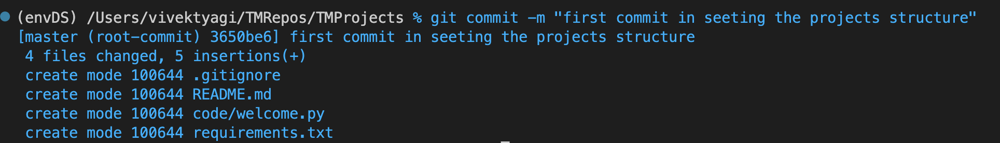 (envDS) /Users/vivektyagi/TMRepos/TMProjects % git commit -m "first commit in seeting the projects structure"
[master (root-commit) 3650be6] first commit in seeting the projects structure
4 files changed, 5 insertions(+)
create mode 100644 .gitignore
create mode 100644 README.md
create mode 100644 code/welcome.py
create mode 100644 requirements.txt